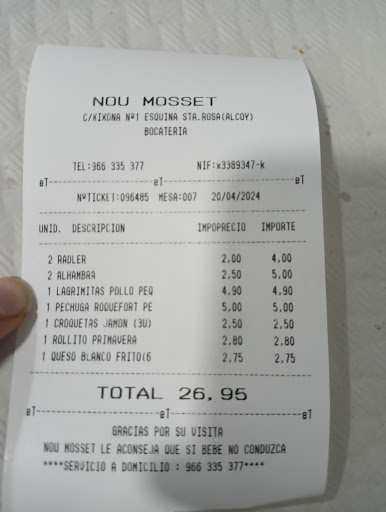 NOU MOSSET
C/XIXONA Nº1 ESQUINA STA.ROSA(ALCOY)
BOCATERIA
TEL:966 335 377 NIF:x3389347-k
NºTICKET:096485 MESA:007 20/04/2024
UNID. DESCRIPCION IMPOPRECIO IMPORTE
2 RADLER 2,00 4,00
2 ALHAMBRA 2,50 5,00
1 LAGRIMITAS POLLO PEQ 4,90 4,90
1 PECHUGA ROQUEFORT PE 5,00 5,00
1 CROQUETAS JAMON (3U) 2,50 2,50
1 ROLLITO PRIMAVERA 2,80 2,80
1 QUESO BLANCO FRITO(6 2,75 2,75
TOTAL 26,95
GRACIAS POR SU VISITA
NOU MOSSET LE ACONSEJA QUE SI BEBE NO CONDUZCA
****SERVICIO A DOMICILIO : 966 335 377****